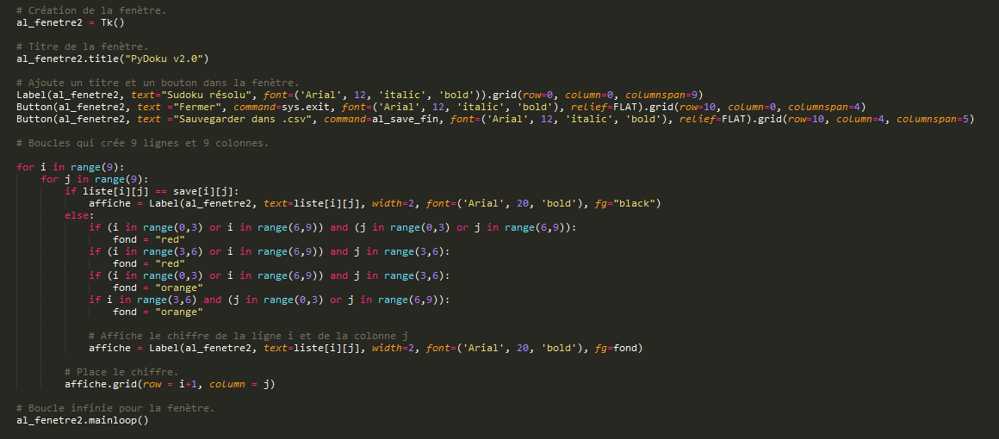 # Création de la fenètre.
al_fenetre2 = Tk()
# Titre de la fenètre.
al_fenetre2.title("PyDoku v2.0")
# Ajoute un titre et un bouton dans la fenètre.
Label(al_fenetre2, text="Sudoku résolu", font=('Arial', 12, 'italic', 'bold')).grid(row=0, column=0, columnspan=9)
Button(al_fenetre2, text ="Fermer", command=sys.exit, font=('Arial', 12, 'italic', 'bold'), relief=FLAT).grid(row=10, column=0, columnspan=4)
Button(al_fenetre2, text ="Sauvegarder dans .csv", command=al_save_fin, font=('Arial', 12, 'italic', 'bold'), relief=FLAT).grid(row=10, column=4, columnspan=5)
# Boucles qui crée 9 lignes et 9 colonnes.
for i in range(9):
    for j in range(9):
        if liste[i][j] == save[i][j]:
            affiche = Label(al_fenetre2, text=liste[i][j], width=2, font=('Arial', 20, 'bold'), fg="black")
        else:
            if (i in range(0,3) or i in range(6,9)) and (j in range(0,3) or j in range(6,9)):
                fond = "red"
            if (i in range(3,6) or i in range(6,9)) and j in range(3,6):
                fond = "red"
            if (i in range(0,3) or i in range(6,9)) and j in range(3,6):
                fond = "orange"
            if i in range(3,6) and (j in range(0,3) or j in range(6,9)):
                fond = "orange"
            # Affiche le chiffre de la ligne i et de la colonne j
            affiche = Label(al_fenetre2, text=liste[i][j], width=2, font=('Arial', 20, 'bold'), fg=fond)
        # Place le chiffre.
        affiche.grid(row = i+1, column = j)
# Boucle infinie pour la fenètre.
al_fenetre2.mainloop()